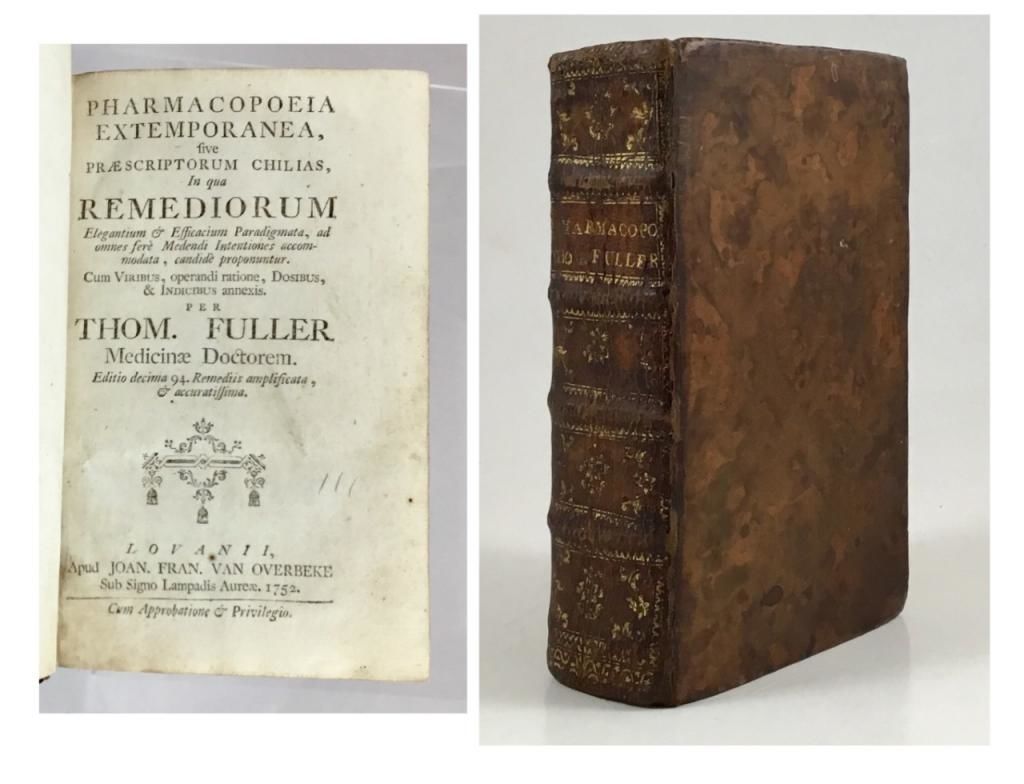 PHARMACOPOEIA
EXTEMPORANEA,
ſive
PRÆSCRIPTORUM CHILIAS,
In qua
REMEDIORUM
Elegantium & Efficacium Paradigmata, ad
omnes ferè Medendi Intentiones accom-
modata, candidè proponuntur.
Cum VIRIBUS, operandi ratione, DOSIBUS,
& INDICIBUS annexis.
PER
THOM. FULLER
Medicinæ Doctorem.
Editio decima 94. Remediis amplificata,
& accuratiſſima.
LOVANII,
Apud JOAN. FRAN. VAN OVERBEKE
Sub Signo Lampadis Aureæ. 1752.
Cum Approbatione & Privilegio.
HARMACOPO
THO FULLER